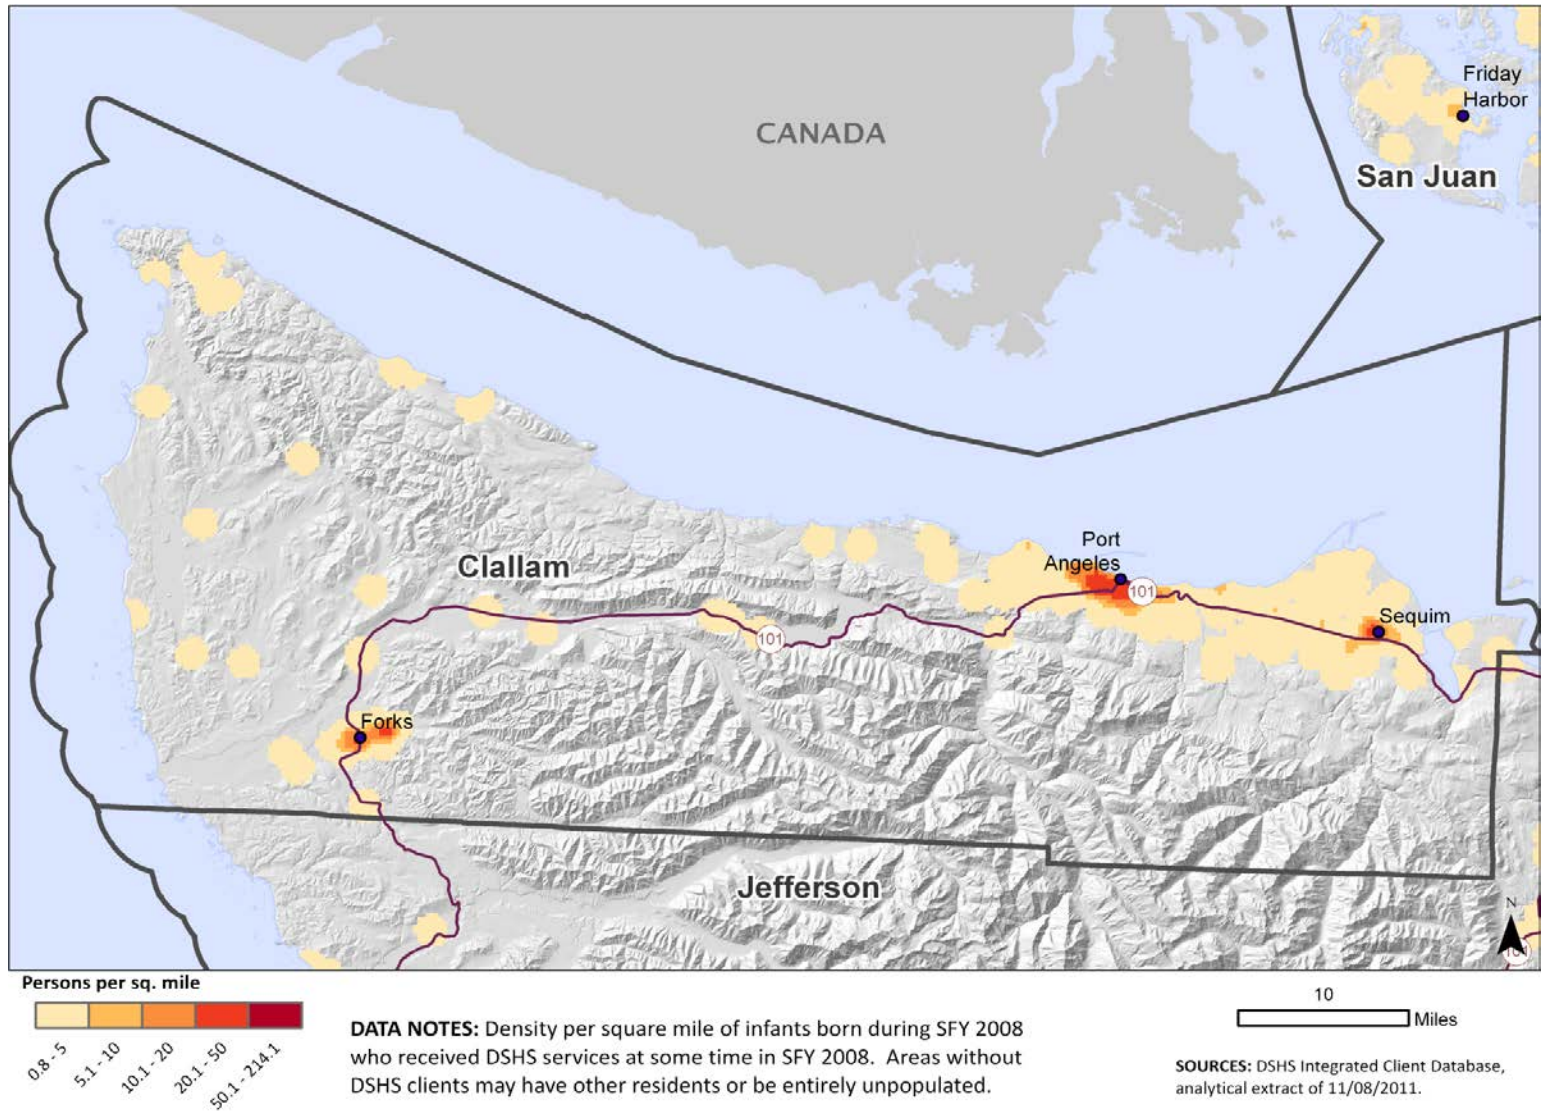 CANADA
Friday
Harbor
San Juan
Port
Angeles
101
Clallam
Sequim
101
Forks
Jefferson
N
101
Persons per sq. mile
0.8 - 5
5.1 - 10
10.1 - 20
20.1 - 50
50.1 - 214.1
DATA NOTES: Density per square mile of infants born during SFY 2008
who received DSHS services at some time in SFY 2008. Areas without
DSHS clients may have other residents or be entirely unpopulated.
10
Miles
SOURCES: DSHS Integrated Client Database,
analytical extract of 11/08/2011.